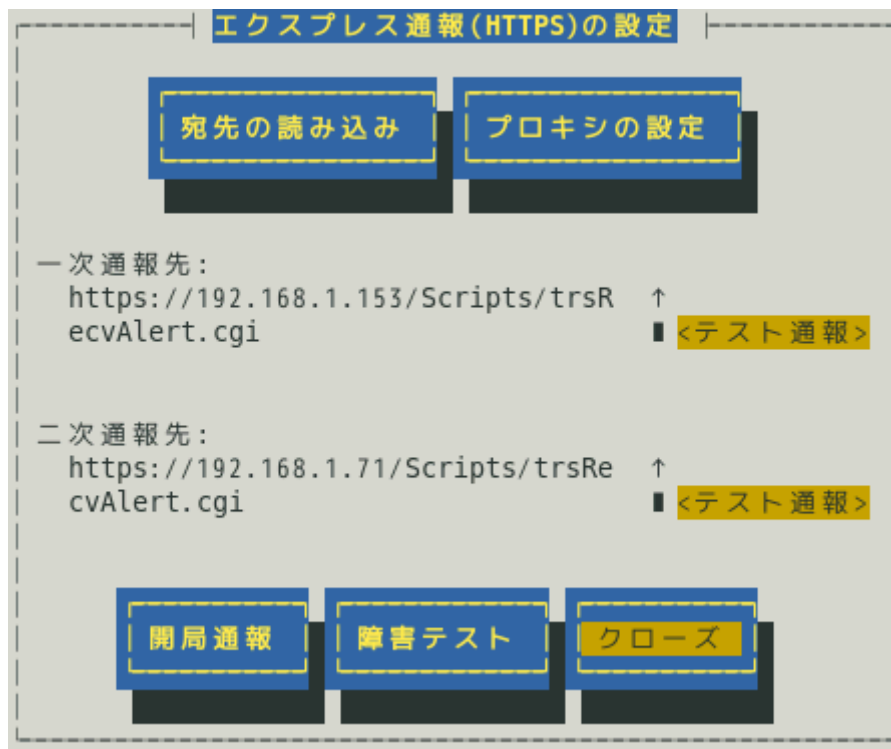 エクスプレス通報(HTTPS)の設定
宛先の読み込み プロキシの設定
一次通報先:
https://192.168.1.153/Scripts/trsR ↑
ecvAlert.cgi <テスト通報>
二次通報先:
https://192.168.1.71/Scripts/trsRe ↑
cvAlert.cgi <テスト通報>
開局通報 障害テスト クローズ